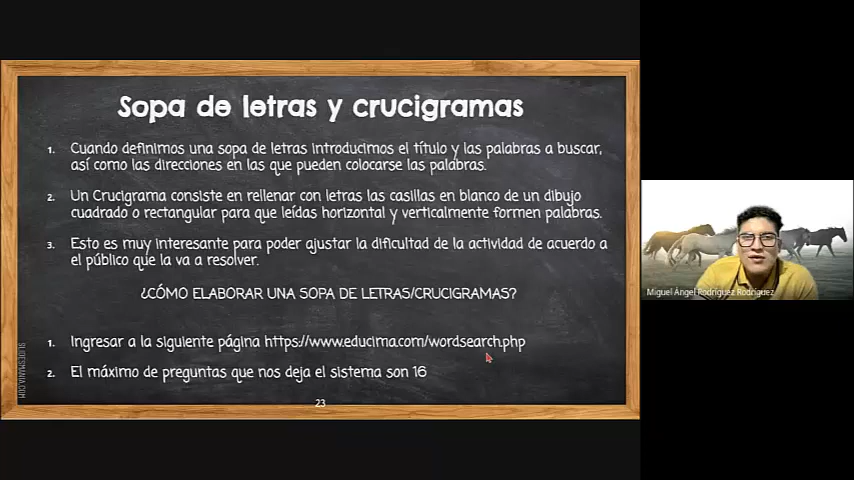 Sopa de letras y crucigramas
1. Cuando definimos una sopa de letras introducimos el título y las palabras a buscar,
así como las direcciones en las que pueden colocarse las palabras.
2. Un Crucigrama consiste en rellenar con letras las casillas en blanco de un dibujo
cuadrado o rectangular para que leídas horizontal y verticalmente formen palabras.
3. Esto es muy interesante para poder ajustar la dificultad de la actividad de acuerdo a
el público que la va a resolver.
¿CÓMO ELABORAR UNA SOPA DE LETRAS/CRUCIGRAMAS?
1. Ingresar a la siguiente página https://www.educima.com/wordsearch.php
2. El máximo de preguntas que nos deja el sistema son 16
23
SLIDESMANIA.COM
Miguel Ángel Rodríguez Rodríguez